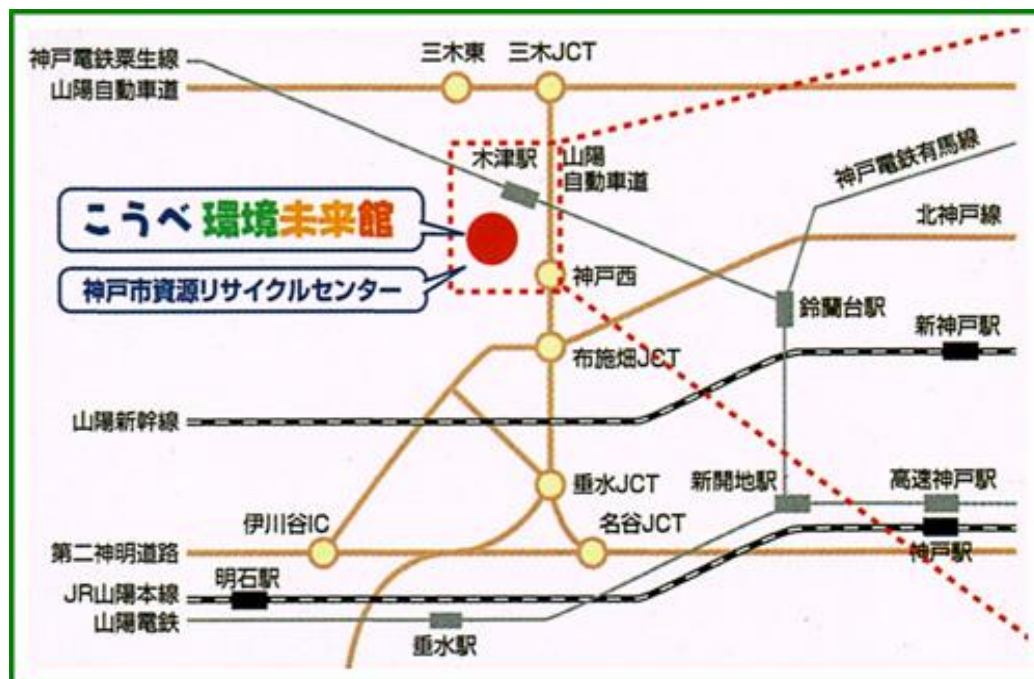 三木東
三木JCT
神戸電鉄粟生線
山陽自動車道
木津駅
山陽
自動車道
神戸電鉄有馬線
こうべ環境未来館
北神戸線
神戸西
神戸市資源リサイクルセンター
鈴蘭台駅
新神戸駅
布施畑JCT
山陽新幹線
垂水JCT
新開地駅
高速神戸駅
伊川谷IC
名谷JCT
第二神明道路
神戸駅
明石駅
JR山陽本線
山陽電鉄
垂水駅